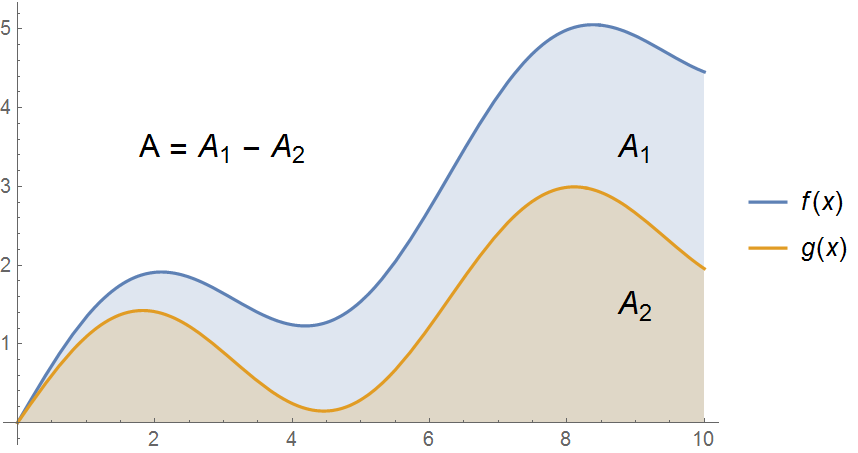 5
4
A = A₁ − A₂
A₁
3
f(x)
g(x)
2
A₂
1
2 4 6 8 10